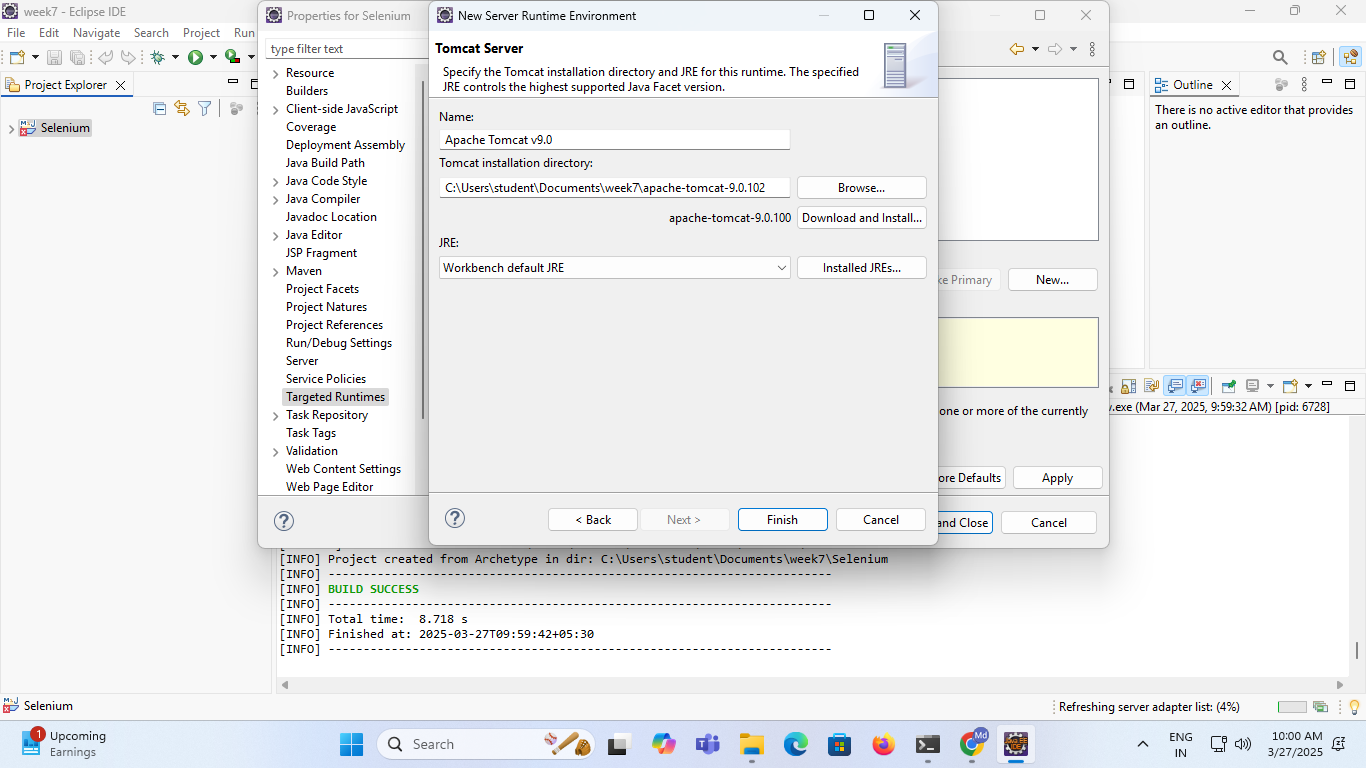 week7 - Eclipse IDE
File Edit Navigate Search Project Run
Project Explorer
Selenium
Properties for Selenium
type filter text
Resource
Builders
Client-side JavaScript
Coverage
Deployment Assembly
Java Build Path
Java Code Style
Java Compiler
Javadoc Location
Java Editor
JSP Fragment
Maven
Project Facets
Project Natures
Project References
Run/Debug Settings
Server
Service Policies
Targeted Runtimes
Task Repository
Task Tags
Validation
Web Content Settings
Web Page Editor
New Server Runtime Environment
Tomcat Server
Specify the Tomcat installation directory and JRE for this runtime. The specified
JRE controls the highest supported Java Facet version.
Name:
Apache Tomcat v9.0
Tomcat installation directory:
C:\Users\student\Documents\week7\apache-tomcat-9.0.102 Browse...
apache-tomcat-9.0.100 Download and Install...
JRE:
Workbench default JRE Installed JREs...
< Back Next > Finish Cancel
ke Primary New...
one or more of the currently
ore Defaults Apply
and Close Cancel
Outline
There is no active editor that provides
an outline.
v.exe (Mar 27, 2025, 9:59:32 AM) [pid: 6728]
[INFO] Project created from Archetype in dir: C:\Users\student\Documents\week7\Selenium
[INFO] ------------------------------------------------------------------------
[INFO] BUILD SUCCESS
[INFO] ------------------------------------------------------------------------
[INFO] Total time:  8.718 s
[INFO] Finished at: 2025-03-27T09:59:42+05:30
[INFO] ------------------------------------------------------------------------
Selenium
Refreshing server adapter list: (4%)
1
Upcoming
Earnings
Search
Md
ENG
IN
10:00 AM
3/27/2025